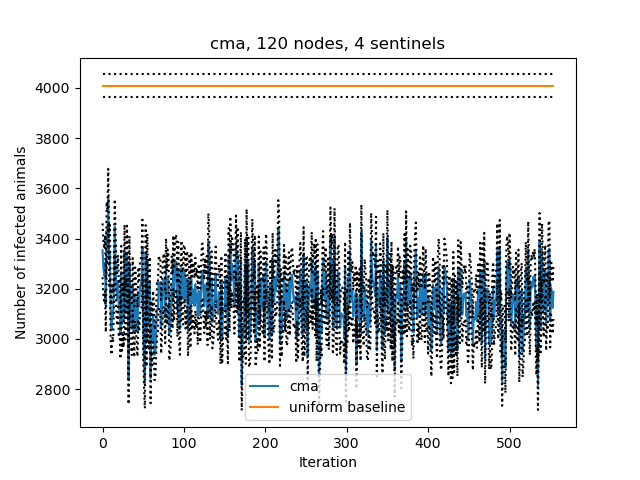 cma, 120 nodes, 4 sentinels
Number of infected animals
4000
3800
3600
3400
3200
3000
2800
cma
uniform baseline
0 100 200 300 400 500
Iteration